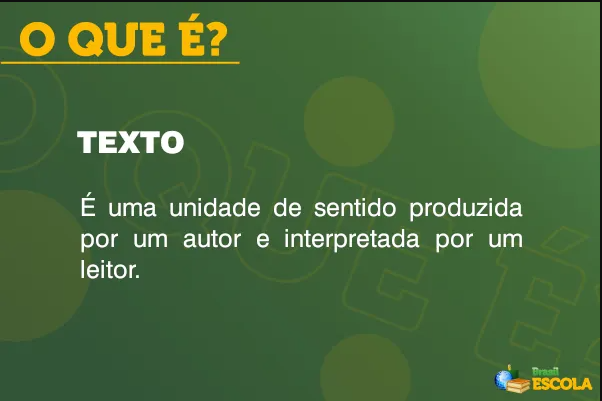 O QUE É?
TEXTO
É uma unidade de sentido produzida
por um autor e interpretada por um
leitor.
Brasil
ESCOLA